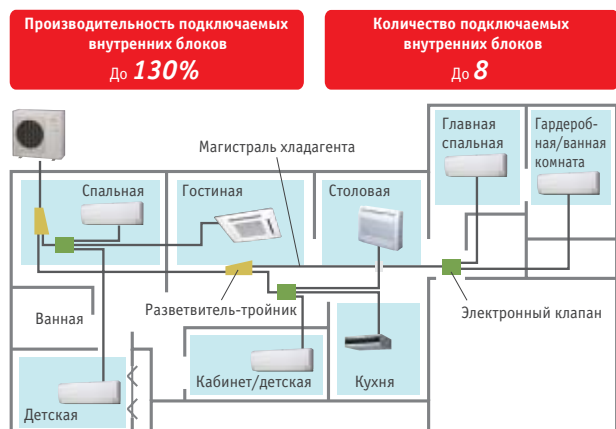 Производительность подключаемых
внутренних блоков
До 130%
Количество подключаемых
внутренних блоков
До 8
Магистраль хладагента
Главная
спальная
Гардероб-
ная/ванная
комната
Спальная
Гостиная
Столовая
Ванная
Разветвитель-тройник
Электронный клапан
Детская
Кабинет/детская
Кухня